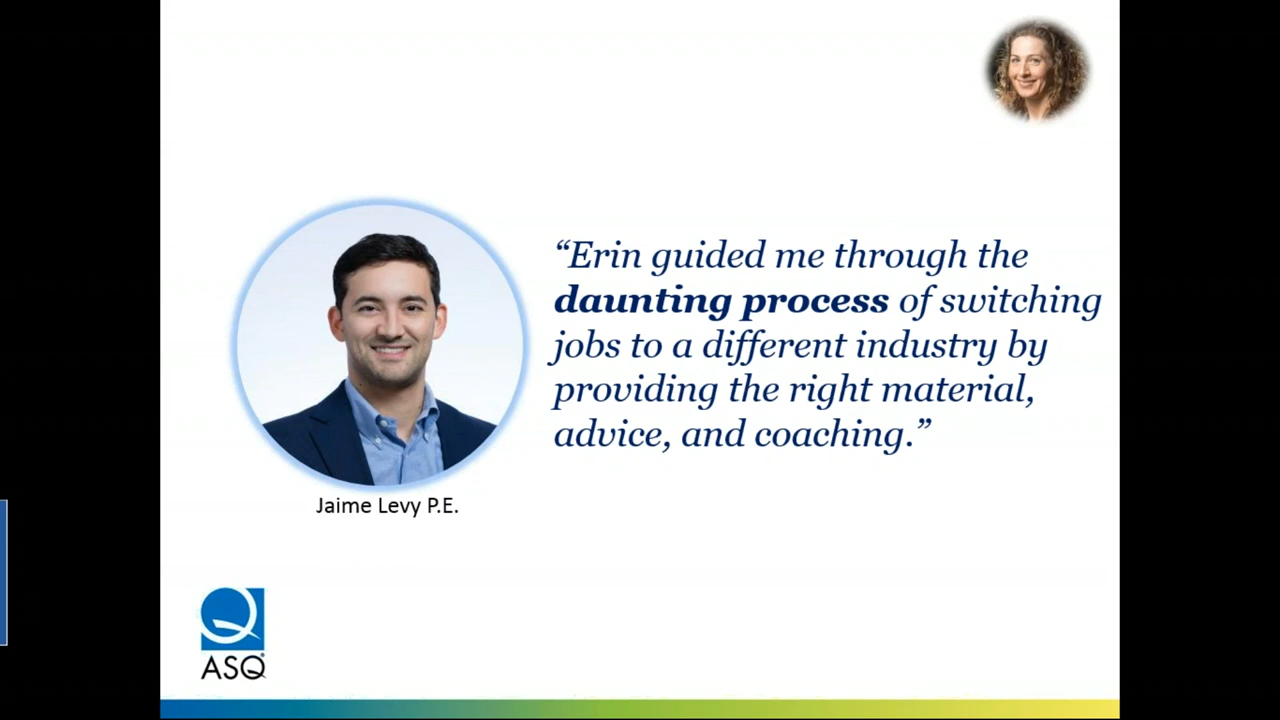 “Erin guided me through the
daunting process of switching
jobs to a different industry by
providing the right material,
advice, and coaching.”
Jaime Levy P.E.
ASQ